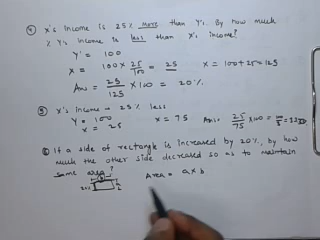 ④ X's Income is 25% more than Y's. By how much
% Y's income is less than X's income?
Y = 100
X = 100 × 25/100 = 25 X = 100 + 25 = 125
Ans = 25/125 × 100 = 20%.
⑤ X's Income = 25% less
Y = 100 X = 75 Ans = 25/75 × 100 = 100/3 =
X = 25
⑥ If a side of rectangle is increased by 20%, by how
much the other side decreased so as to maintain
same area?
Area = a × b